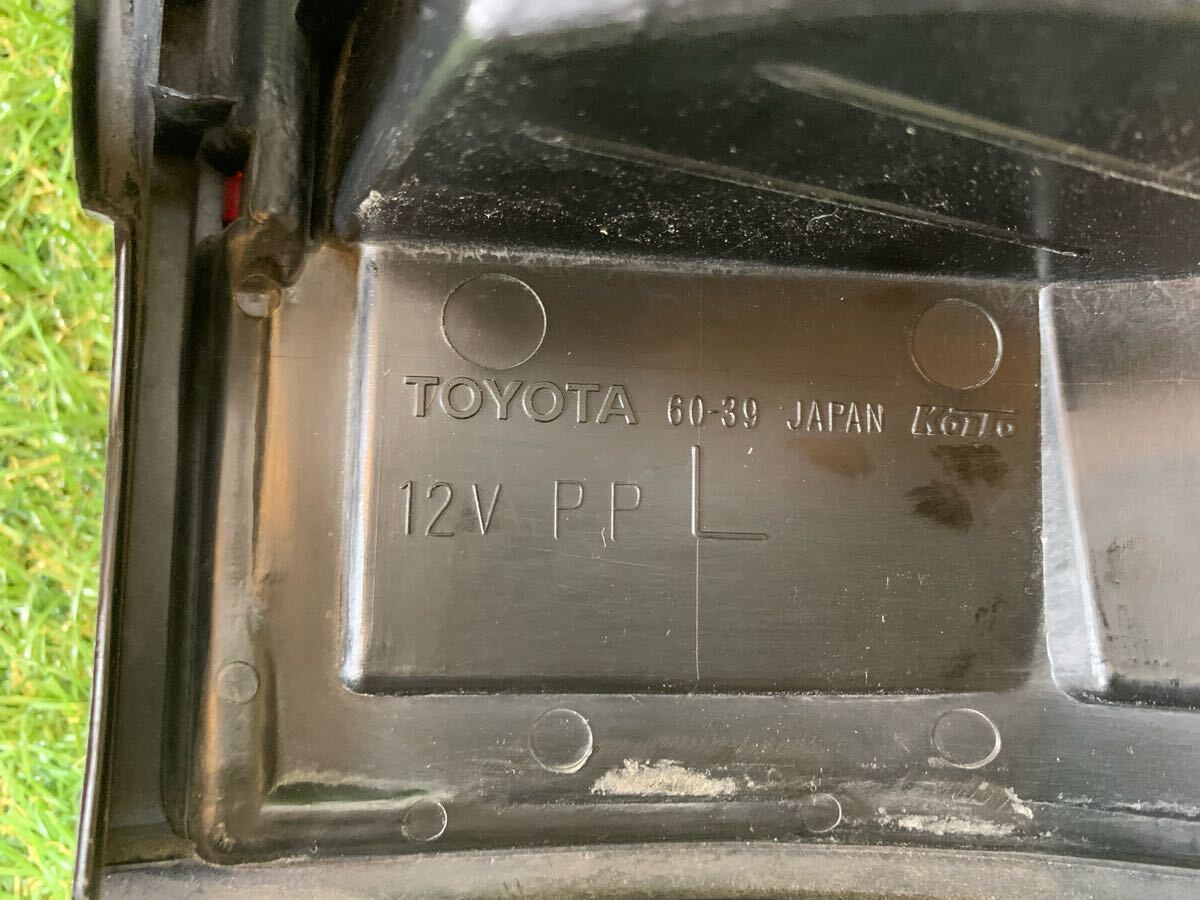 TOYOTA 60-39 JAPAN KOITO
12V PP L